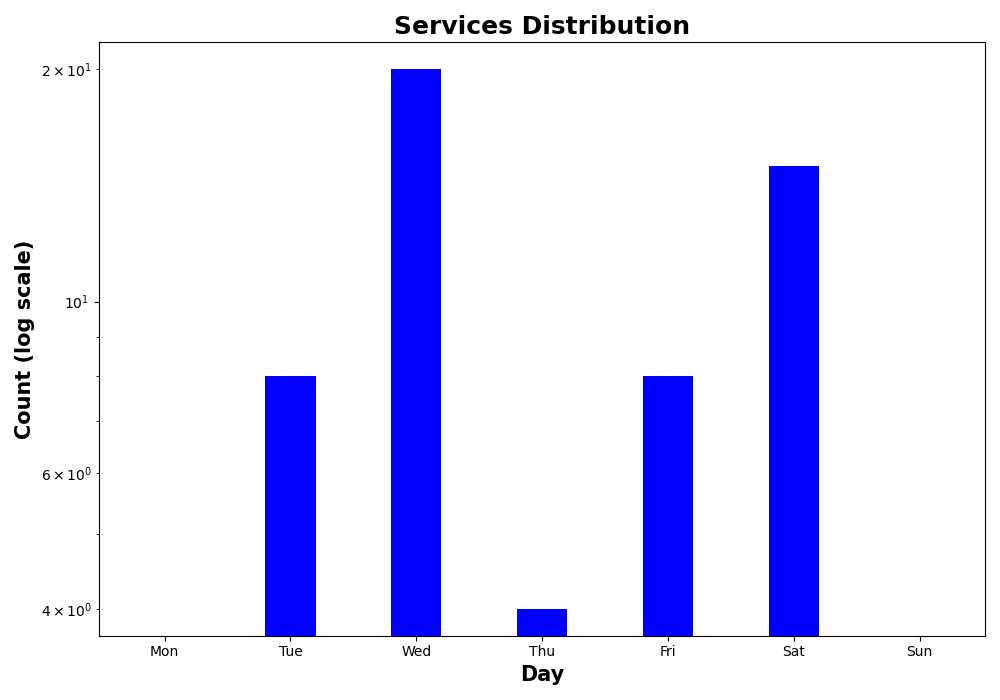 Services Distribution
Count (log scale)
2 × 10¹
10¹
6 × 10⁰
4 × 10⁰
Mon Tue Wed Thu Fri Sat Sun
Day